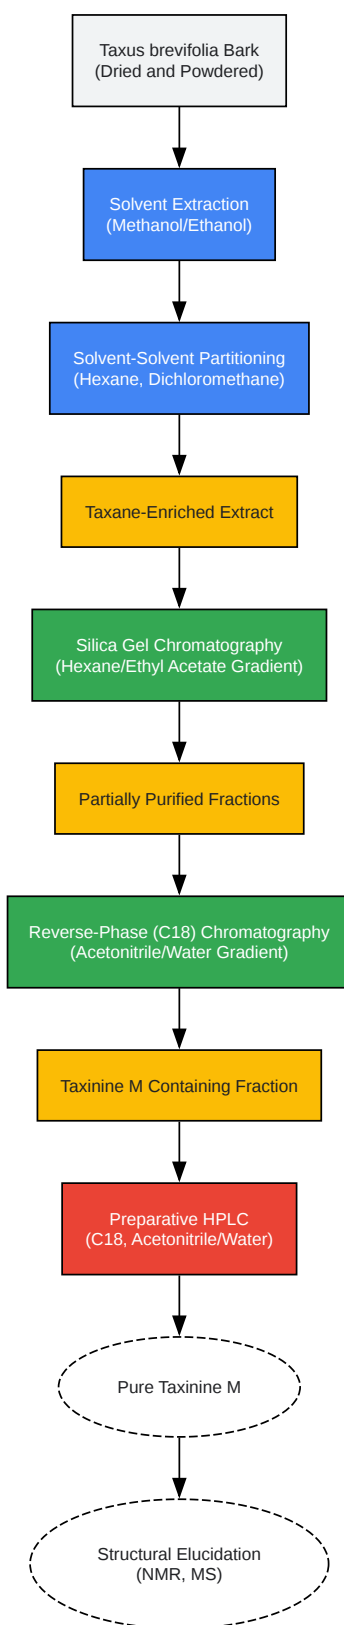 Taxus brevifolia Bark
(Dried and Powdered)
Solvent Extraction
(Methanol/Ethanol)
Solvent-Solvent Partitioning
(Hexane, Dichloromethane)
Taxane-Enriched Extract
Silica Gel Chromatography
(Hexane/Ethyl Acetate Gradient)
Partially Purified Fractions
Reverse-Phase (C18) Chromatography
(Acetonitrile/Water Gradient)
Taxinine M Containing Fraction
Preparative HPLC
(C18, Acetonitrile/Water)
Pure Taxinine M
Structural Elucidation
(NMR, MS)